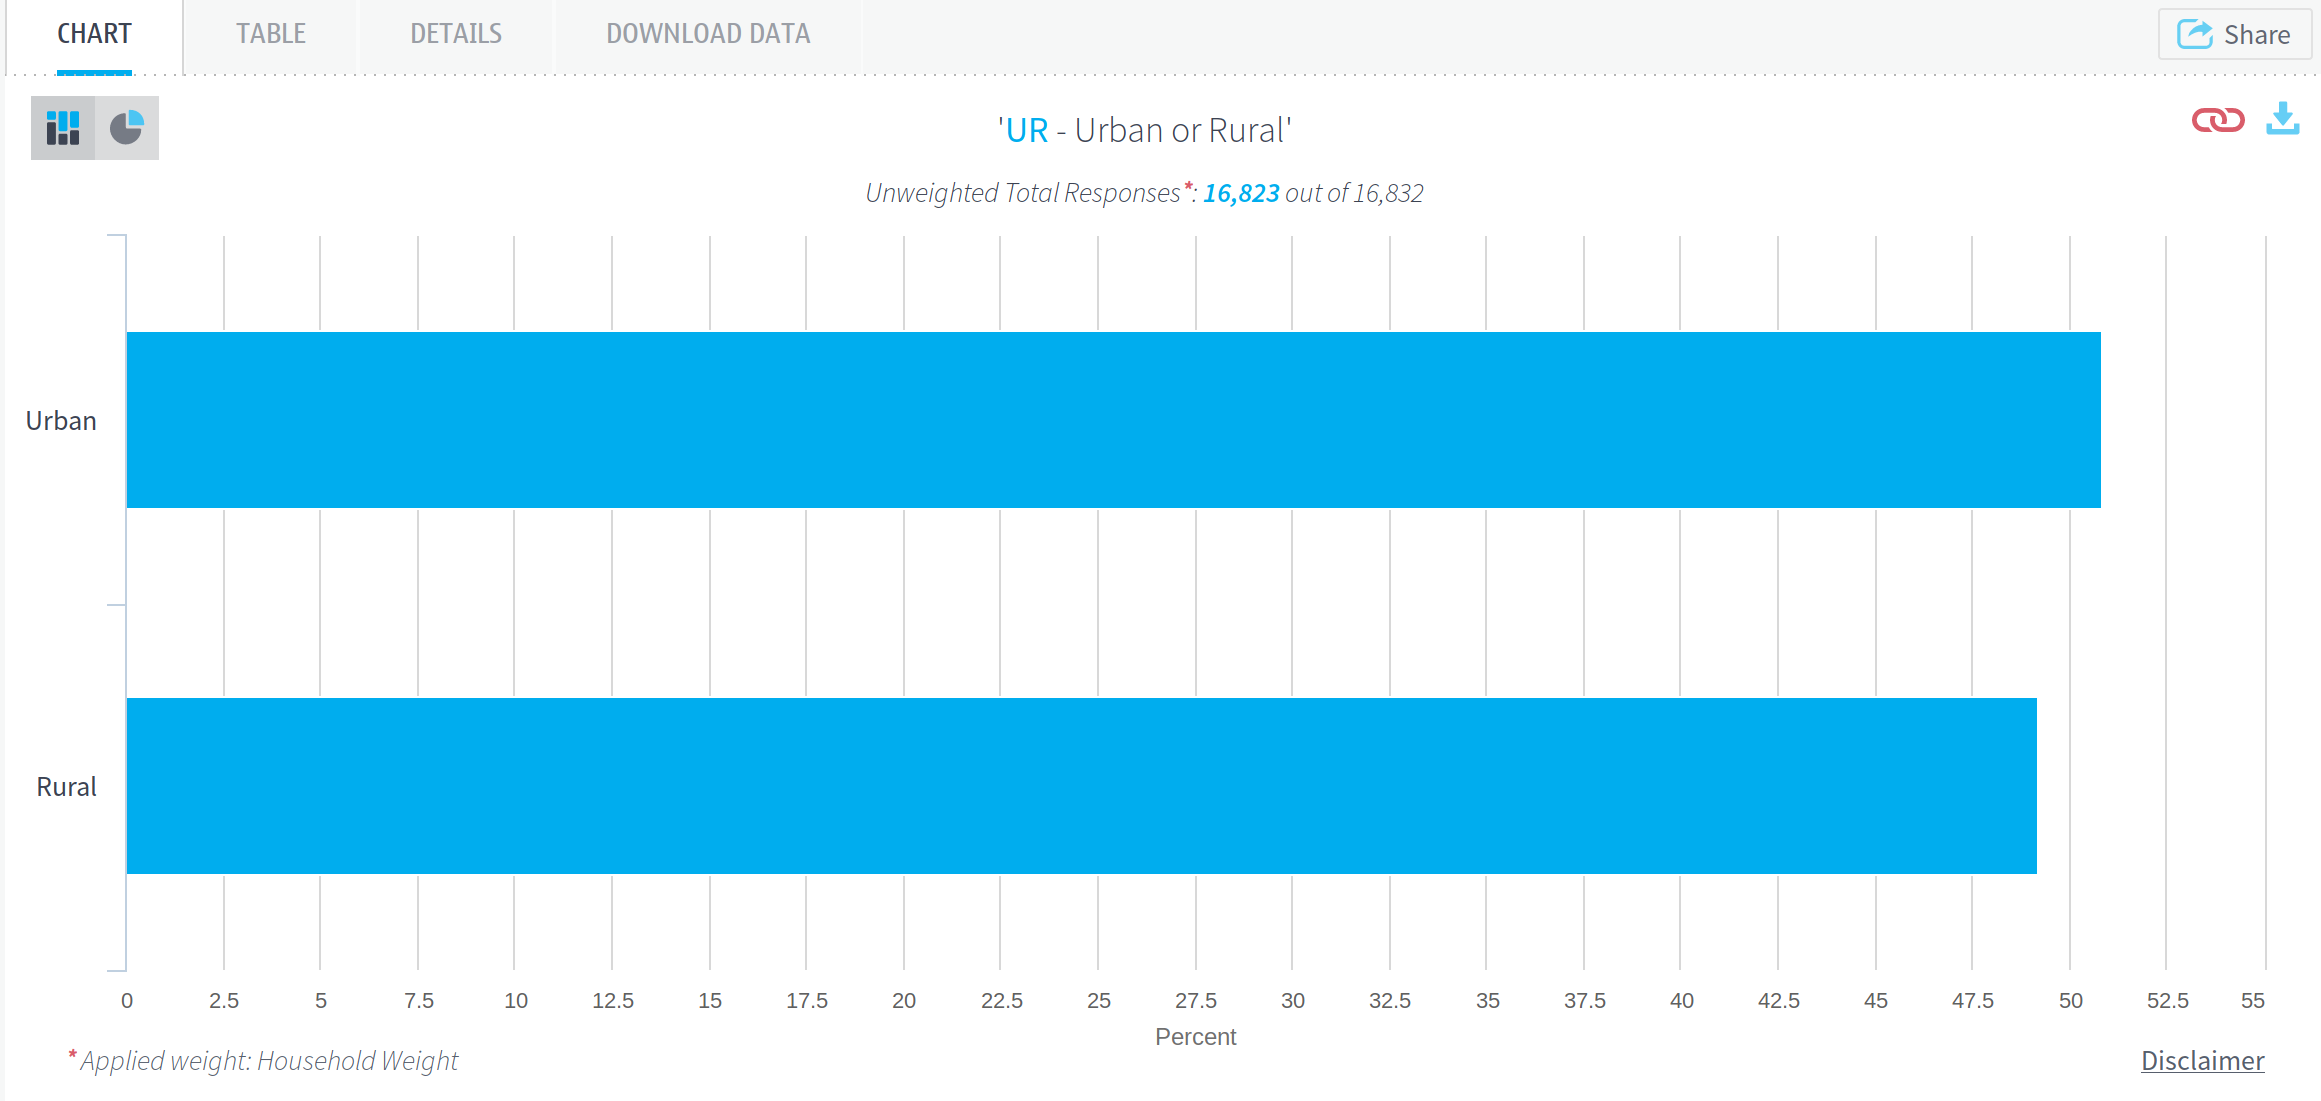 CHART TABLE DETAILS DOWNLOAD DATA Share
'UR - Urban or Rural'
Unweighted Total Responses*: 16,823 out of 16,832
Urban
Rural
0 2.5 5 7.5 10 12.5 15 17.5 20 22.5 25 27.5 30 32.5 35 37.5 40 42.5 45 47.5 50 52.5 55
Percent
* Applied weight: Household Weight
Disclaimer